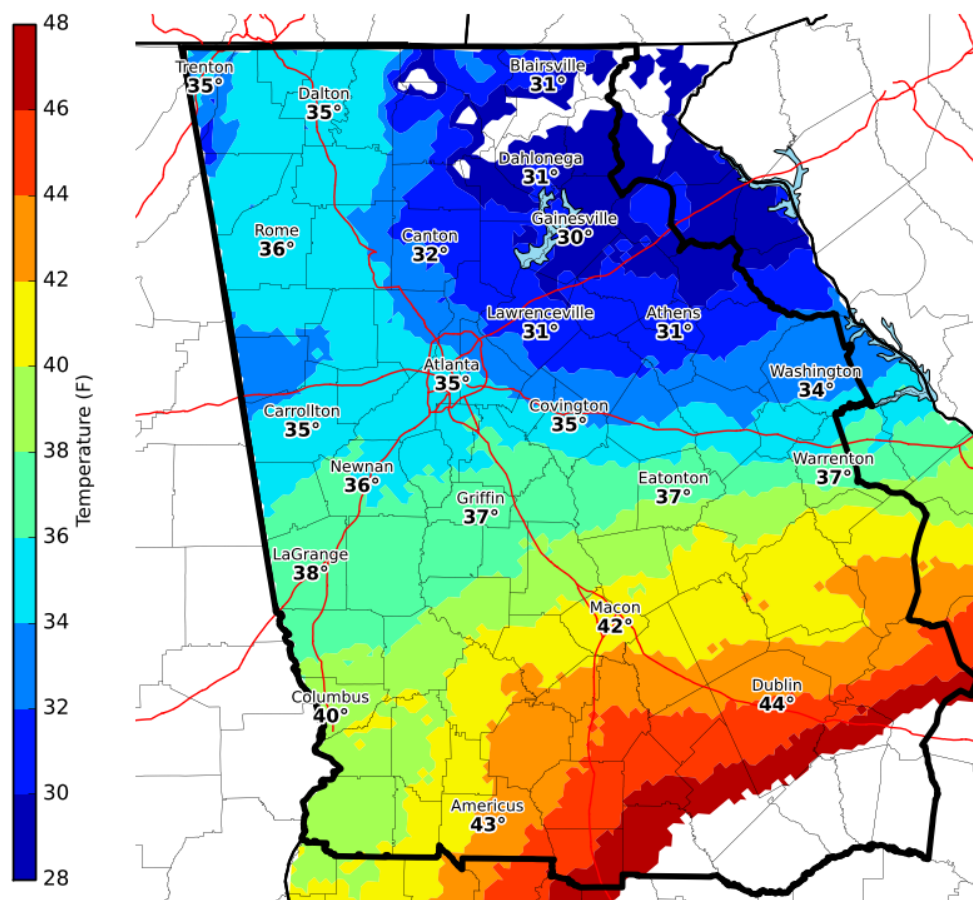 48
46
44
42
40
38
36
34
32
30
28
Temperature (F)
Trenton
35°
Dalton
35°
Blairsville
31°
Dahlonega
31°
Rome
36°
Canton
32°
Gainesville
30°
Lawrenceville
31°
Athens
31°
Atlanta
35°
Washington
34°
Carrollton
35°
Covington
35°
Newnan
36°
Griffin
37°
Eatonton
37°
Warrenton
37°
LaGrange
38°
Macon
42°
Columbus
40°
Dublin
44°
Americus
43°